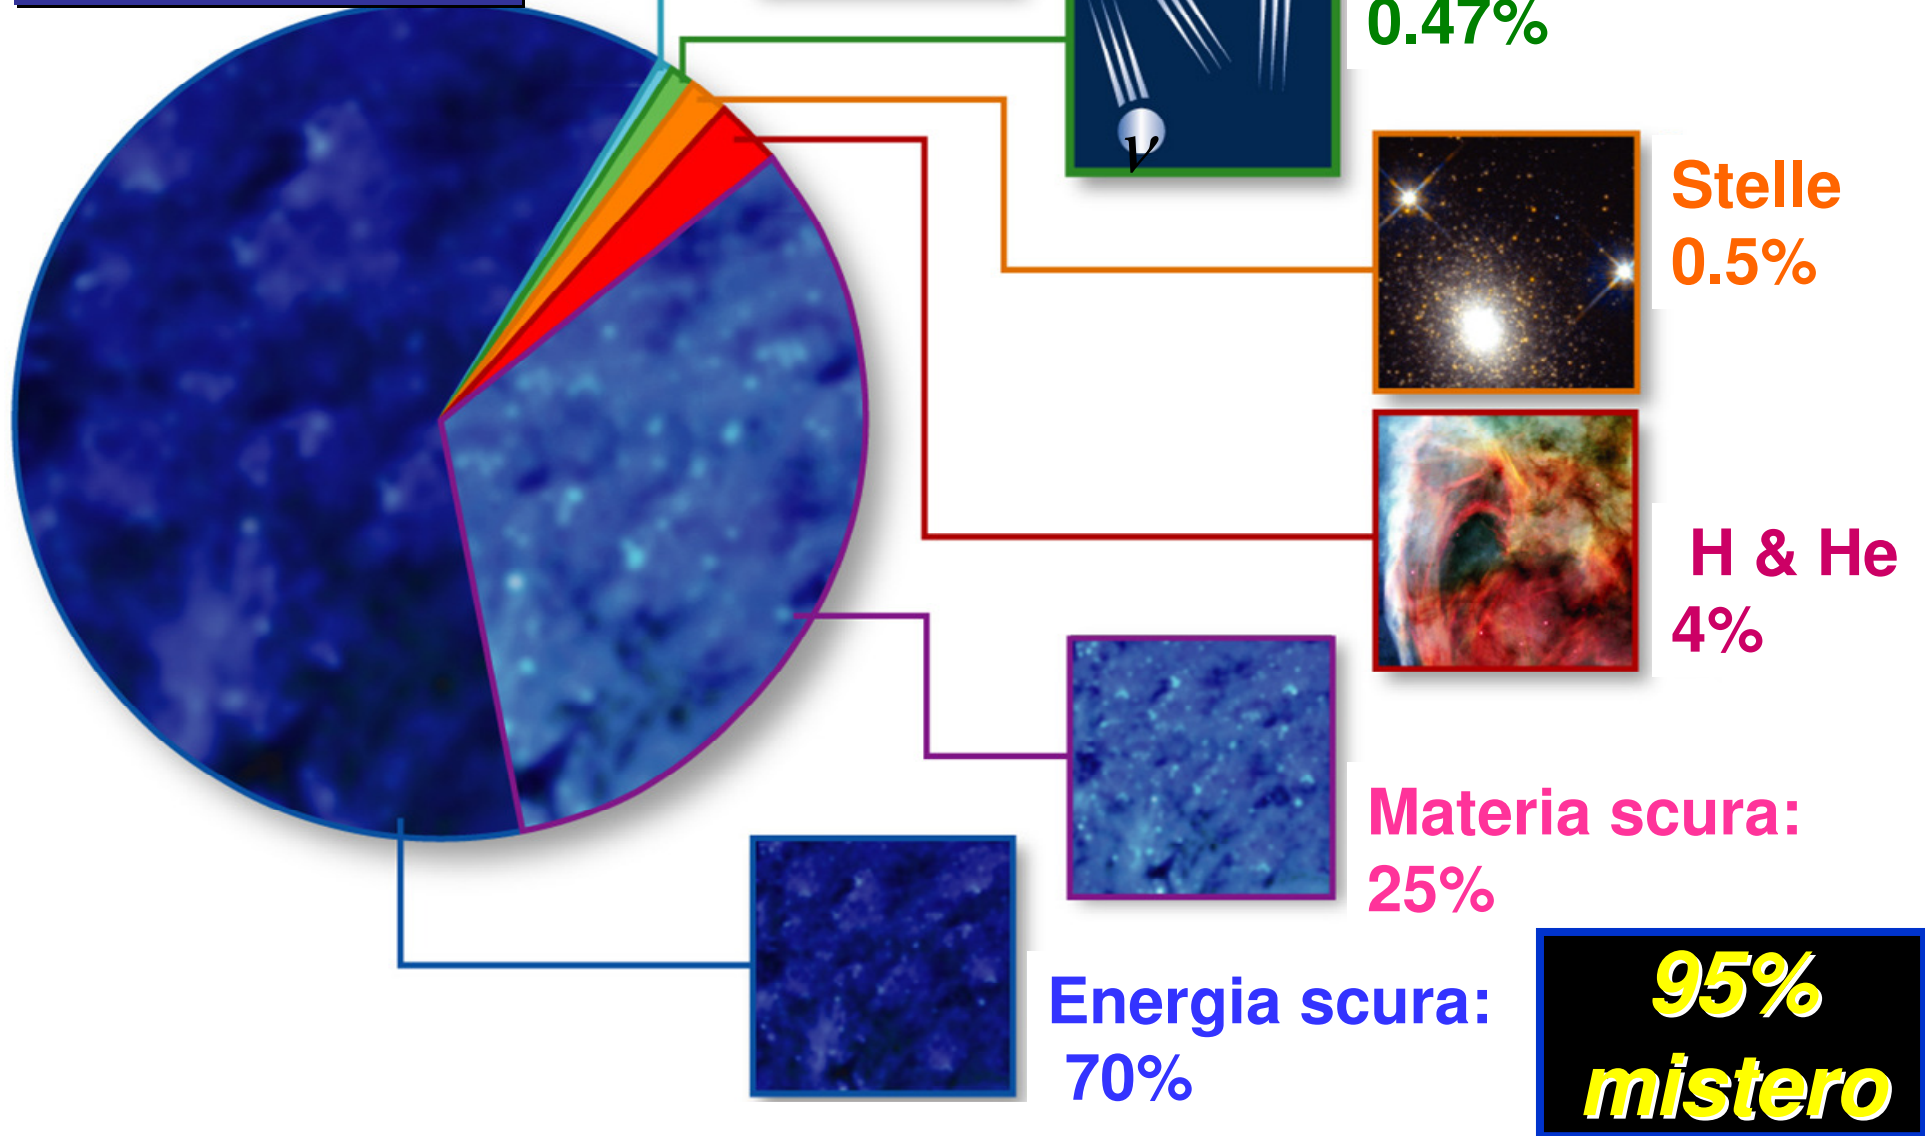 0.47%
ν
Stelle
0.5%
H & He
4%
Materia scura:
25%
Energia scura:
70%
95%
mistero